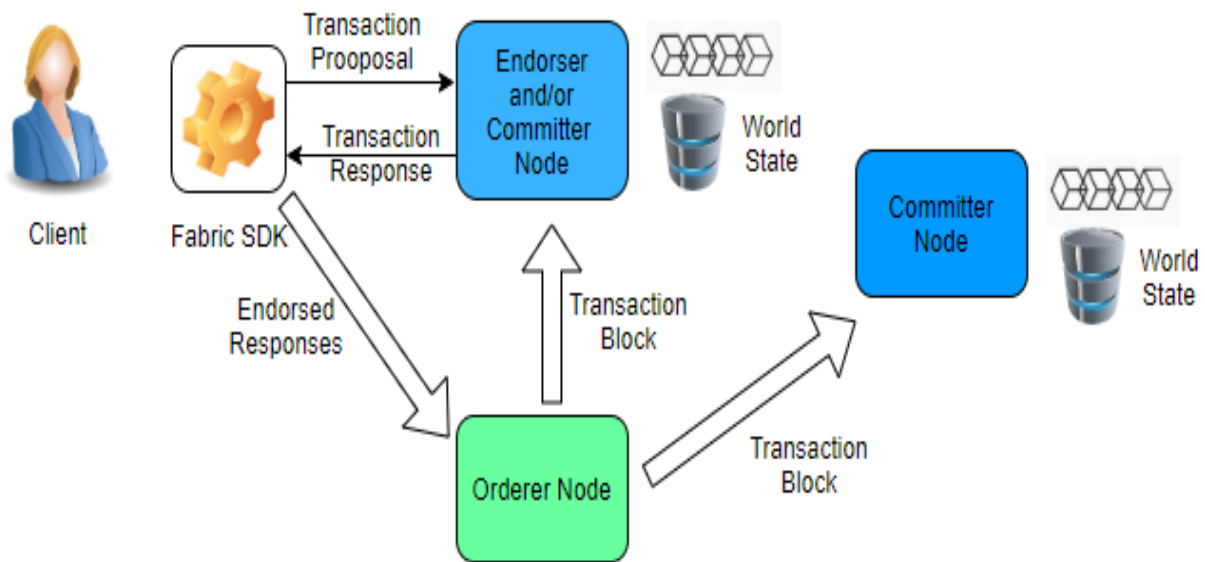 Transaction
Prooposal
Endorser
and/or
Committer
Node
Transaction
Response
World
State
Client
Fabric SDK
Committer
Node
World
State
Endorsed
Responses
Transaction
Block
Orderer Node
Transaction
Block